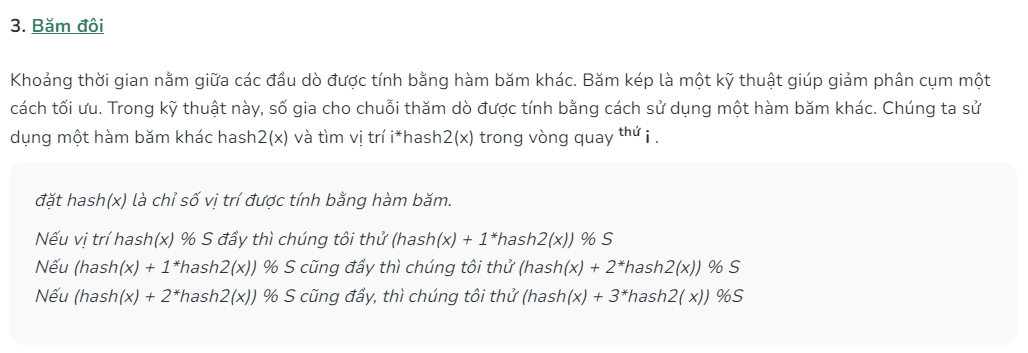 3. Băm đôi
Khoảng thời gian nằm giữa các đầu dò được tính bằng hàm băm khác. Băm kép là một kỹ thuật giúp giảm phân cụm một
cách tối ưu. Trong kỹ thuật này, số gia cho chuỗi thăm dò được tính bằng cách sử dụng một hàm băm khác. Chúng ta sử
dụng một hàm băm khác hash2(x) và tìm vị trí i*hash2(x) trong vòng quay thứ i .
đặt hash(x) là chỉ số vị trí được tính bằng hàm băm.
Nếu vị trí hash(x) % S đầy thì chúng tôi thử (hash(x) + 1*hash2(x)) % S
Nếu (hash(x) + 1*hash2(x)) % S cũng đầy thì chúng tôi thử (hash(x) + 2*hash2(x)) % S
Nếu (hash(x) + 2*hash2(x)) % S cũng đầy, thì chúng tôi thử (hash(x) + 3*hash2( x)) %S